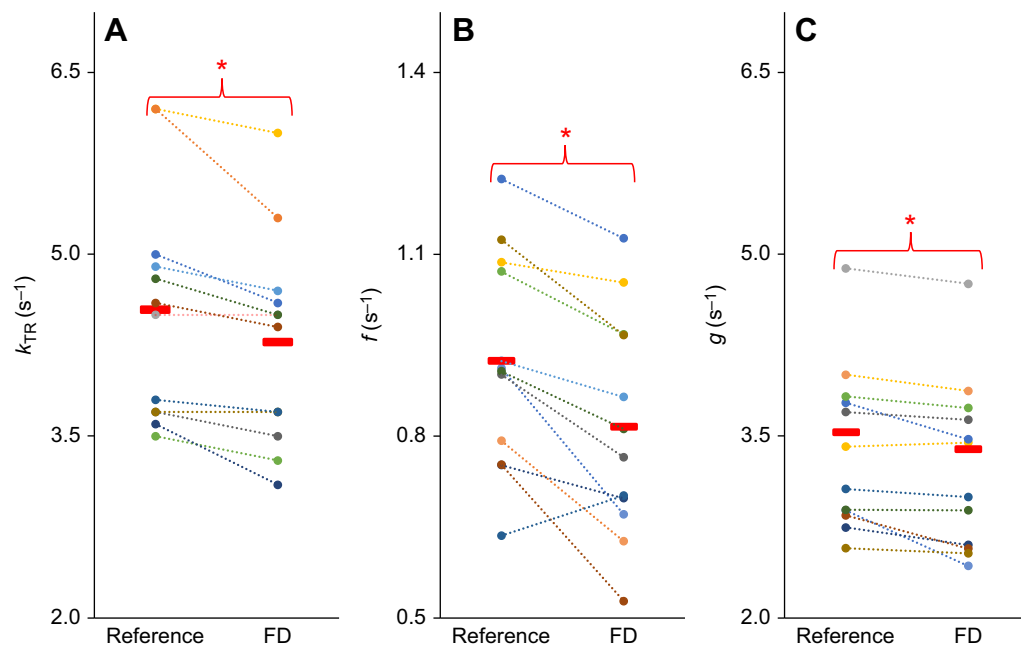 A
B
C
6.5
5.0
3.5
2.0
k_TR (s⁻¹)
*
Reference
FD
1.4
1.1
0.8
0.5
f (s⁻¹)
*
Reference
FD
6.5
5.0
3.5
2.0
g (s⁻¹)
*
Reference
FD